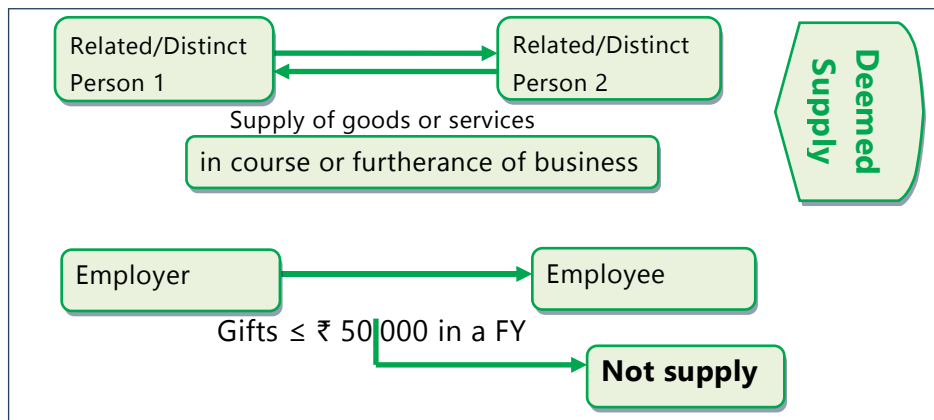 Related/Distinct
Person 1
Related/Distinct
Person 2
Deemed
Supply
Supply of goods or services
in course or furtherance of business
Employer
Employee
Gifts ≤ ₹ 50,000 in a FY
Not supply